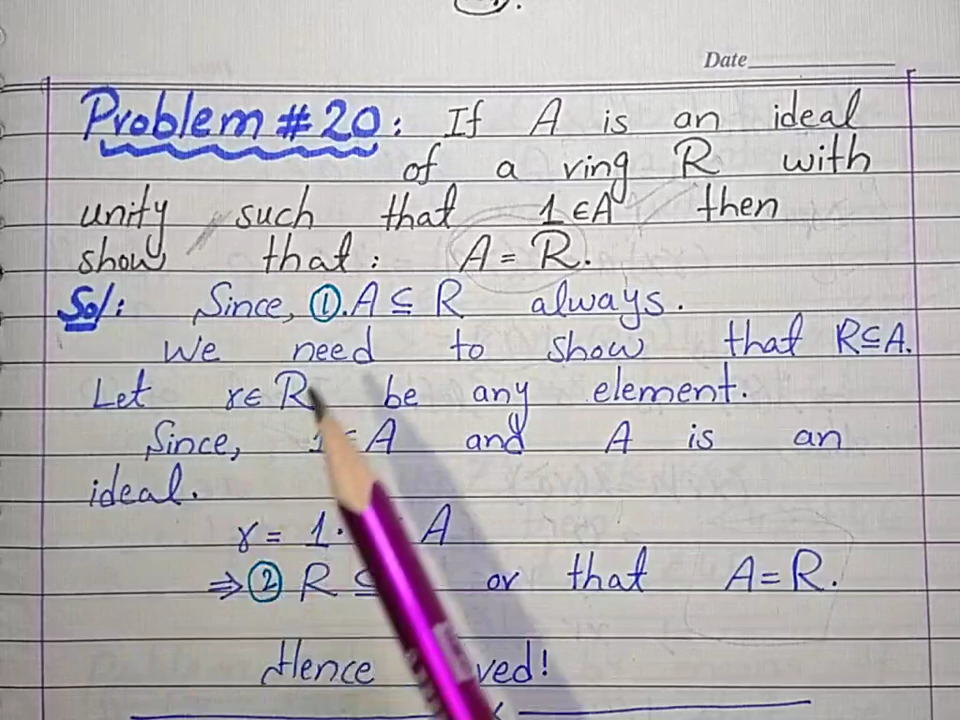 Date
Problem #20: If A is an ideal
of a ring R with
unity such that 1 ∈ A then
show that: A = R.
Sol: Since, ①. A ⊆ R always.
We need to show that R ⊆ A.
Let r ∈ R be any element.
Since, A and A is an
ideal.
r = 1. A
⇒ ② R ⊆ or that A = R.
Hence